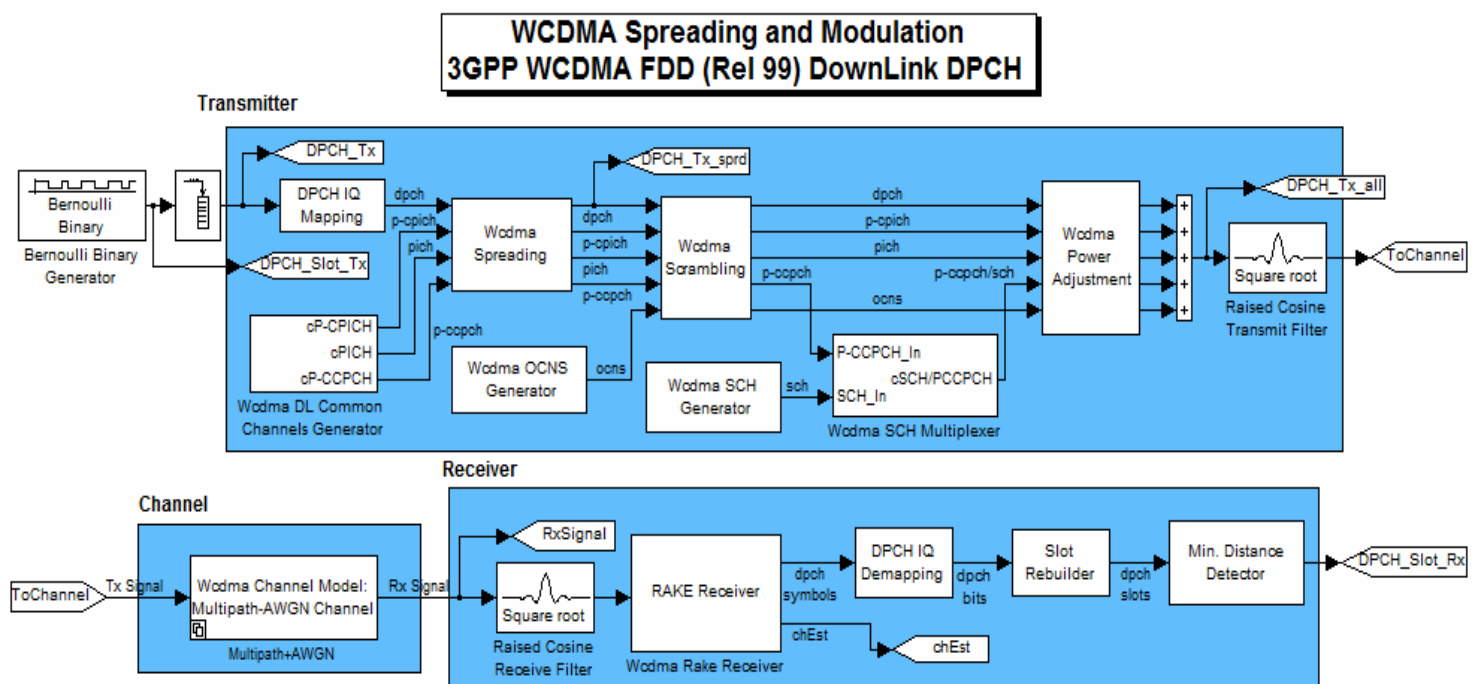 WCDMA Spreading and Modulation
3GPP WCDMA FDD (Rel 99) DownLink DPCH
Transmitter
Bernoulli
Binary
Bernoulli Binary
Generator
DPCH_Tx
DPCH_Slot_Tx
DPCH IQ
Mapping
dpch
p-cpich
pich
p-ccpch
cP-CPICH
cPICH
cP-CCPCH
Wcdma DL Common
Channels Generator
Wcdma
Spreading
DPCH_Tx_sprd
dpch
p-cpich
pich
p-ccpch
Wcdma OCNS
Generator
ocns
Wcdma
Scrambling
dpch
p-cpich
pich
p-ccpch
p-ccpch/sch
ocns
Wcdma SCH
Generator
sch
P-CCPCH_In
cSCH/PCCPCH
SCH_In
Wcdma SCH Multiplexer
Wcdma
Power
Adjustment
+
+
+
+
+
DPCH_Tx_all
Square root
Raised Cosine
Transmit Filter
ToChannel
Channel
ToChannel
Tx Signal
Wcdma Channel Model:
Multipath-AWGN Channel
Multipath+AWGN
Rx Signal
Receiver
RxSignal
Square root
Raised Cosine
Receive Filter
RAKE Receiver
Wcdma Rake Receiver
dpch
symbols
chEst
chEst
DPCH IQ
Demapping
dpch
bits
Slot
Rebuilder
dpch
slots
Min. Distance
Detector
DPCH_Slot_Rx